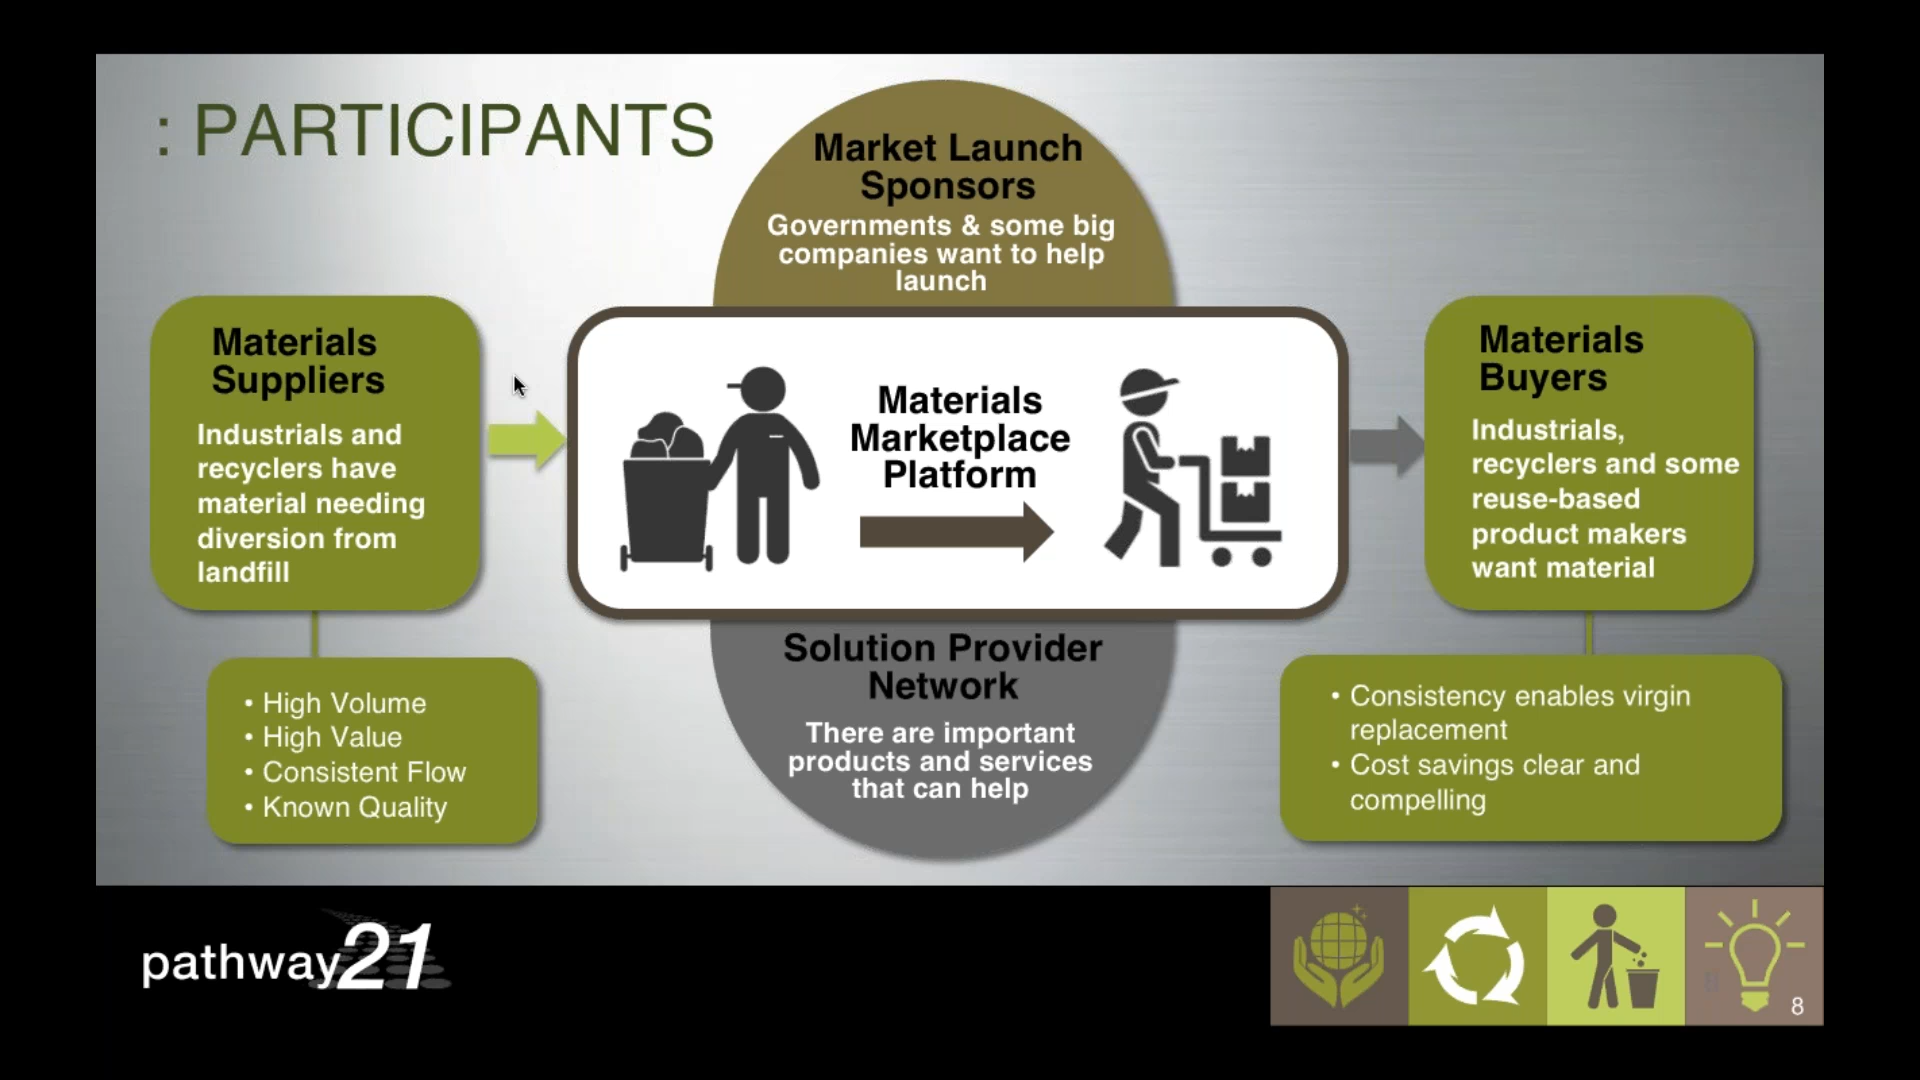 : PARTICIPANTS
Market Launch
Sponsors
Governments & some big
companies want to help
launch
Materials
Suppliers
Industrials and
recyclers have
material needing
diversion from
landfill
Materials
Marketplace
Platform
Materials
Buyers
Industrials,
recyclers and some
reuse-based
product makers
want material
Solution Provider
Network
There are important
products and services
that can help
• High Volume
• High Value
• Consistent Flow
• Known Quality
• Consistency enables virgin
replacement
• Cost savings clear and
compelling
pathway21
8